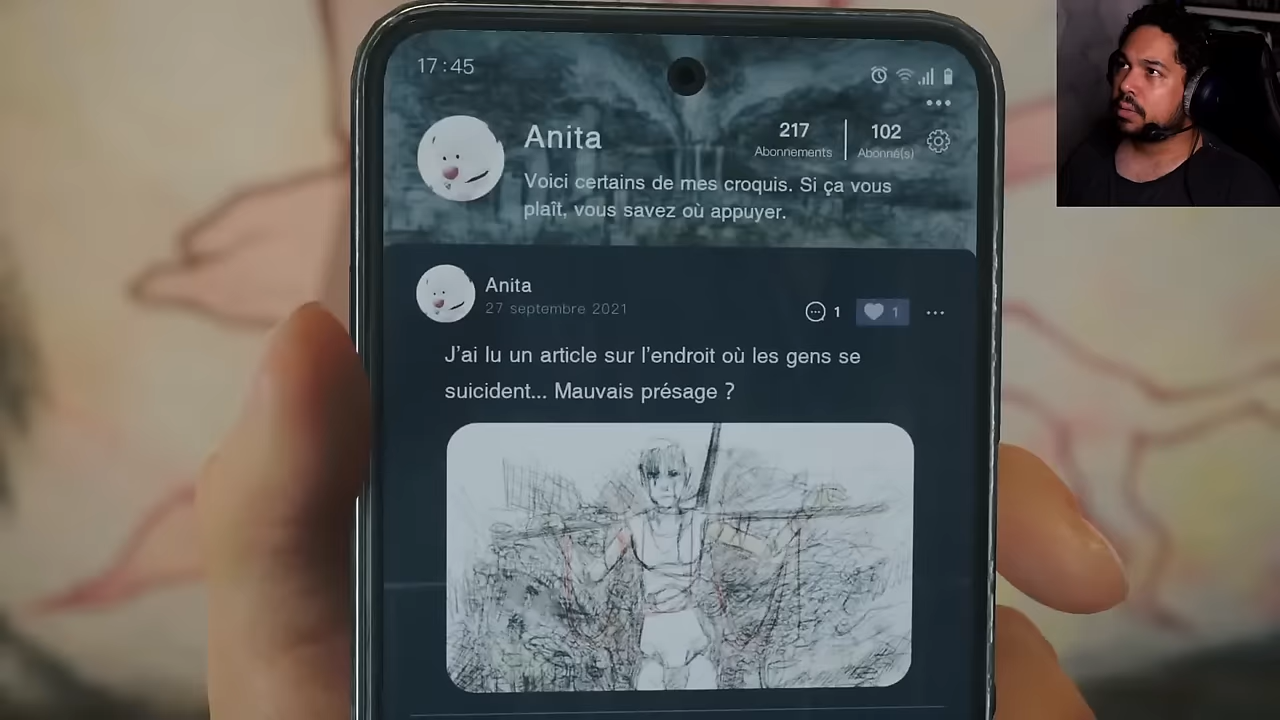 17:45
Anita
217
102
Abonnements
Abonné(s)
Voici certains de mes croquis. Si ça vous
plaît, vous savez où appuyer.
Anita
27 septembre 2021
1
1
J'ai lu un article sur l'endroit où les gens se
suicident... Mauvais présage ?